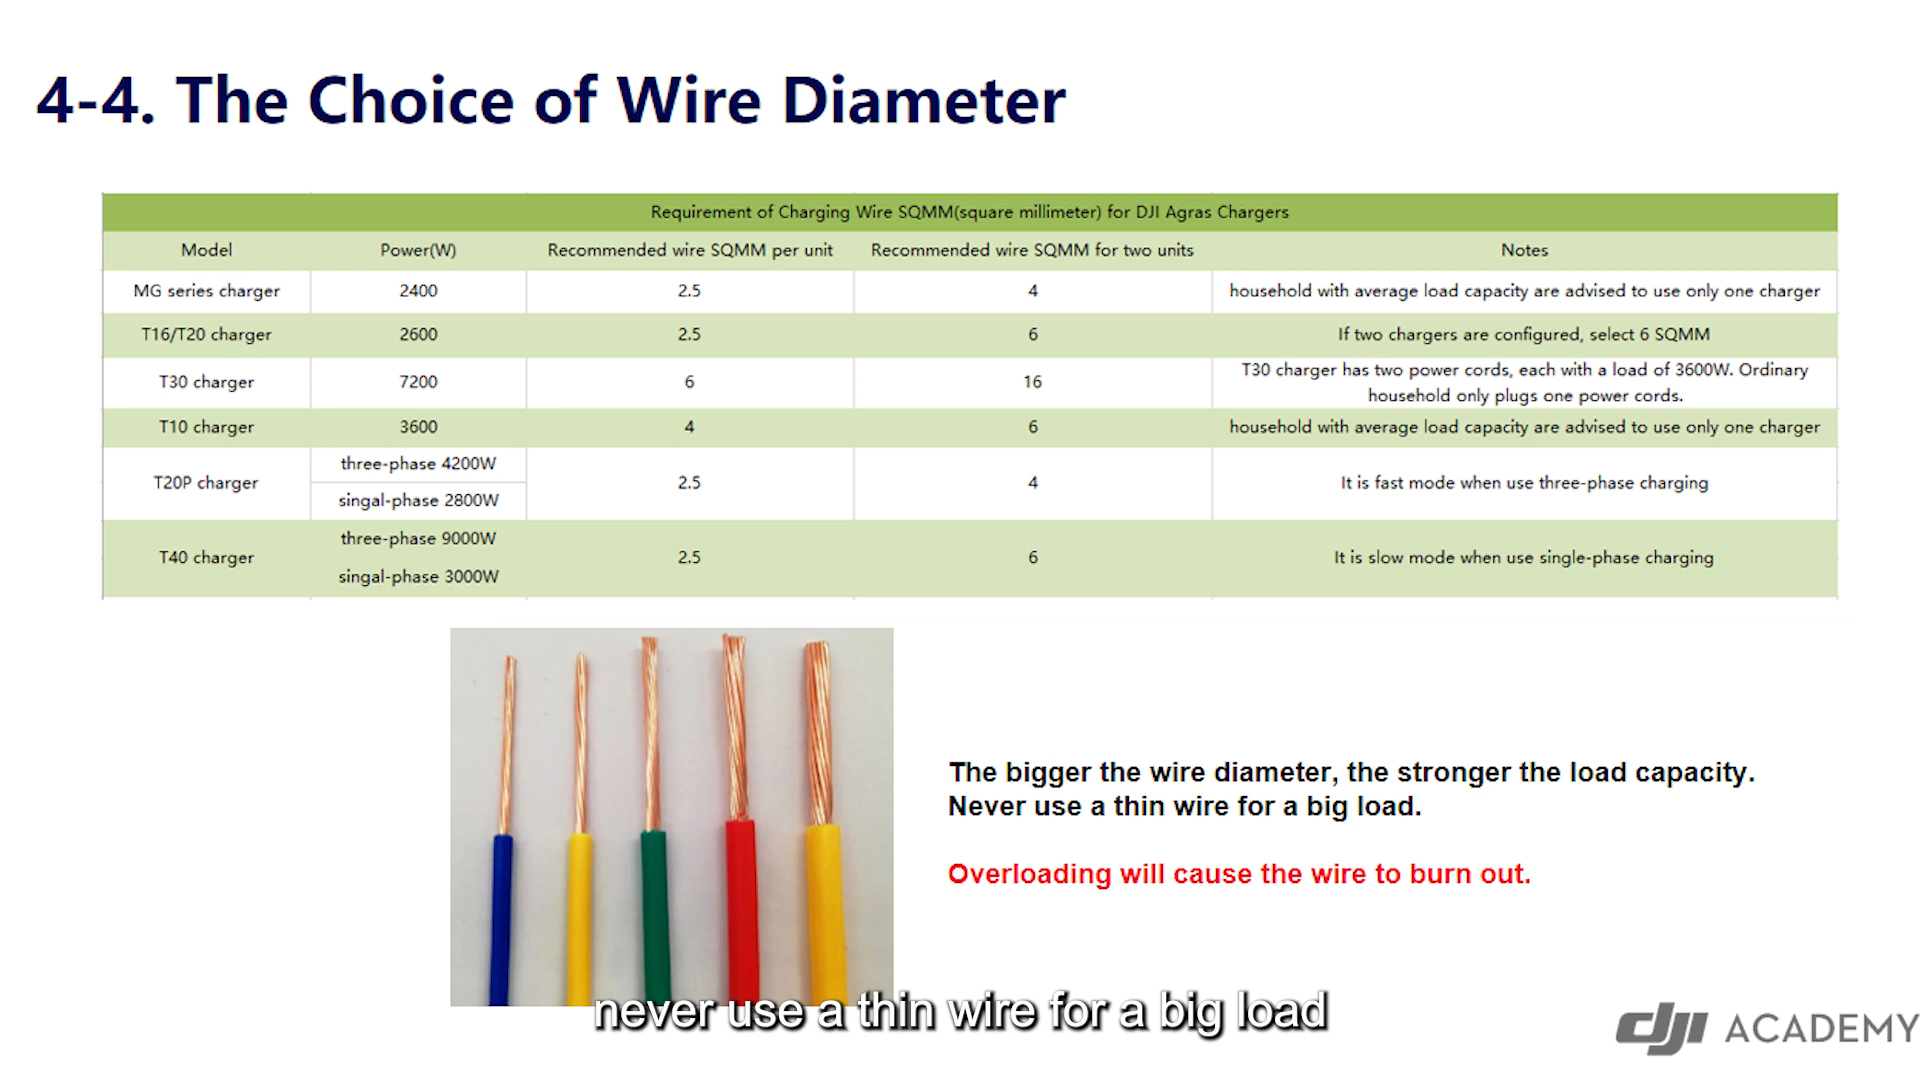 4-4. The Choice of Wire Diameter
Requirement of Charging Wire SQMM(square millimeter) for DJI Agras Chargers
Model Power(W) Recommended wire SQMM per unit Recommended wire SQMM for two units Notes
MG series charger 2400 2.5 4 household with average load capacity are advised to use only one charger
T16/T20 charger 2600 2.5 6 If two chargers are configured, select 6 SQMM
T30 charger 7200 6 16 T30 charger has two power cords, each with a load of 3600W. Ordinary
household only plugs one power cords.
T10 charger 3600 4 6 household with average load capacity are advised to use only one charger
three-phase 4200W
T20P charger 2.5 4 It is fast mode when use three-phase charging
singal-phase 2800W
three-phase 9000W
T40 charger 2.5 6 It is slow mode when use single-phase charging
singal-phase 3000W
The bigger the wire diameter, the stronger the load capacity.
Never use a thin wire for a big load.
Overloading will cause the wire to burn out.
never use a thin wire for a big load
dji ACADEMY